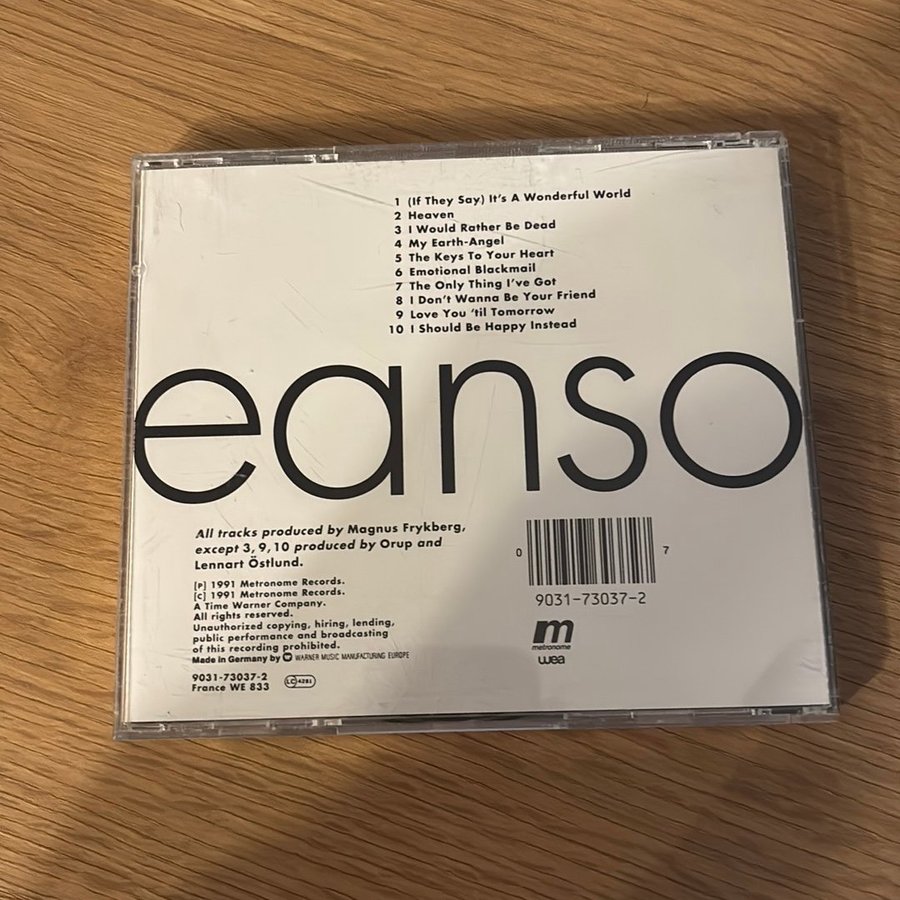 1 (If They Say) It's A Wonderful World
2 Heaven
3 I Would Rather Be Dead
4 My Earth-Angel
5 The Keys To Your Heart
6 Emotional Blackmail
7 The Only Thing I've Got
8 I Don't Wanna Be Your Friend
9 Love You 'til Tomorrow
10 I Should Be Happy Instead
eanso
All tracks produced by Magnus Frykberg,
except 3, 9, 10 produced by Orup and
Lennart Östlund.
[P] 1991 Metronome Records.
[C] 1991 Metronome Records.
A Time Warner Company.
All rights reserved.
Unauthorized copying, hiring, lending,
public performance and broadcasting
of this recording prohibited.
Made in Germany by WARNER MUSIC MANUFACTURING EUROPE
9031-73037-2
France WE 833 LC 4281
0 7
9031-73037-2
m
metronome
wea